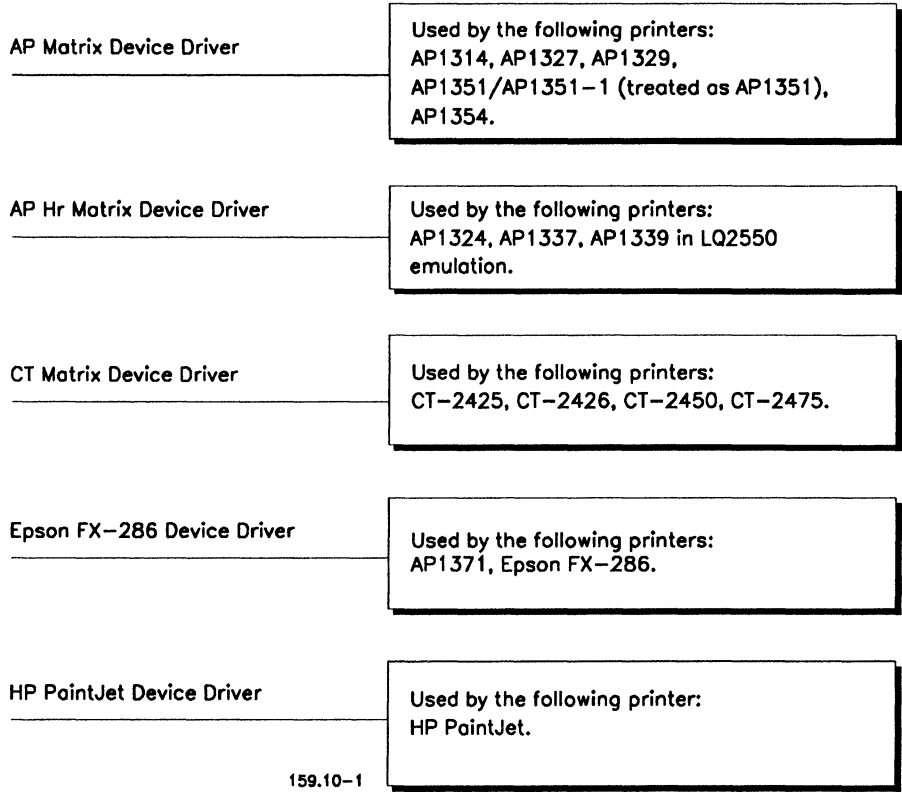 AP Matrix Device Driver
Used by the following printers:
AP1314, AP1327, AP1329,
AP1351/AP1351-1 (treated as AP1351),
AP1354.
AP Hr Matrix Device Driver
Used by the following printers:
AP1324, AP1337, AP1339 in LQ2550
emulation.
CT Matrix Device Driver
Used by the following printers:
CT-2425, CT-2426, CT-2450, CT-2475.
Epson FX-286 Device Driver
Used by the following printers:
AP1371, Epson FX-286.
HP PaintJet Device Driver
Used by the following printer:
HP PaintJet.
159.10-1